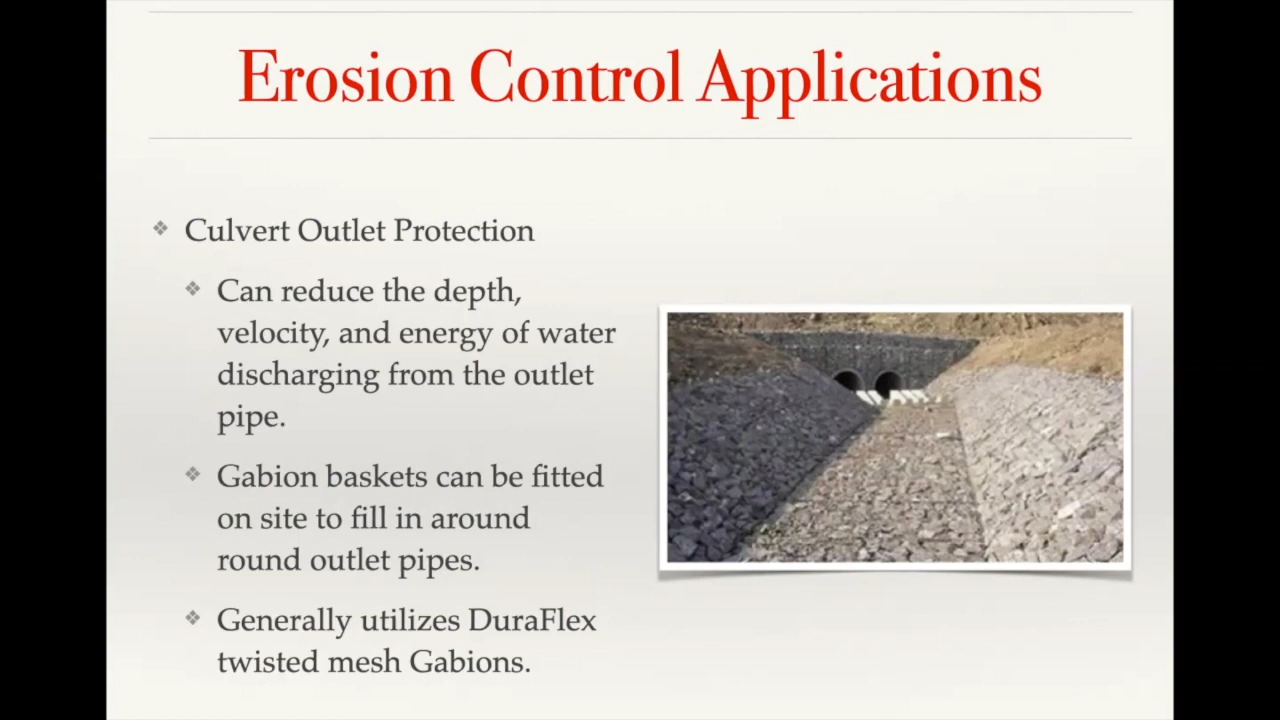 Erosion Control Applications
Culvert Outlet Protection
Can reduce the depth,
velocity, and energy of water
discharging from the outlet
pipe.
Gabion baskets can be fitted
on site to fill in around
round outlet pipes.
Generally utilizes DuraFlex
twisted mesh Gabions.